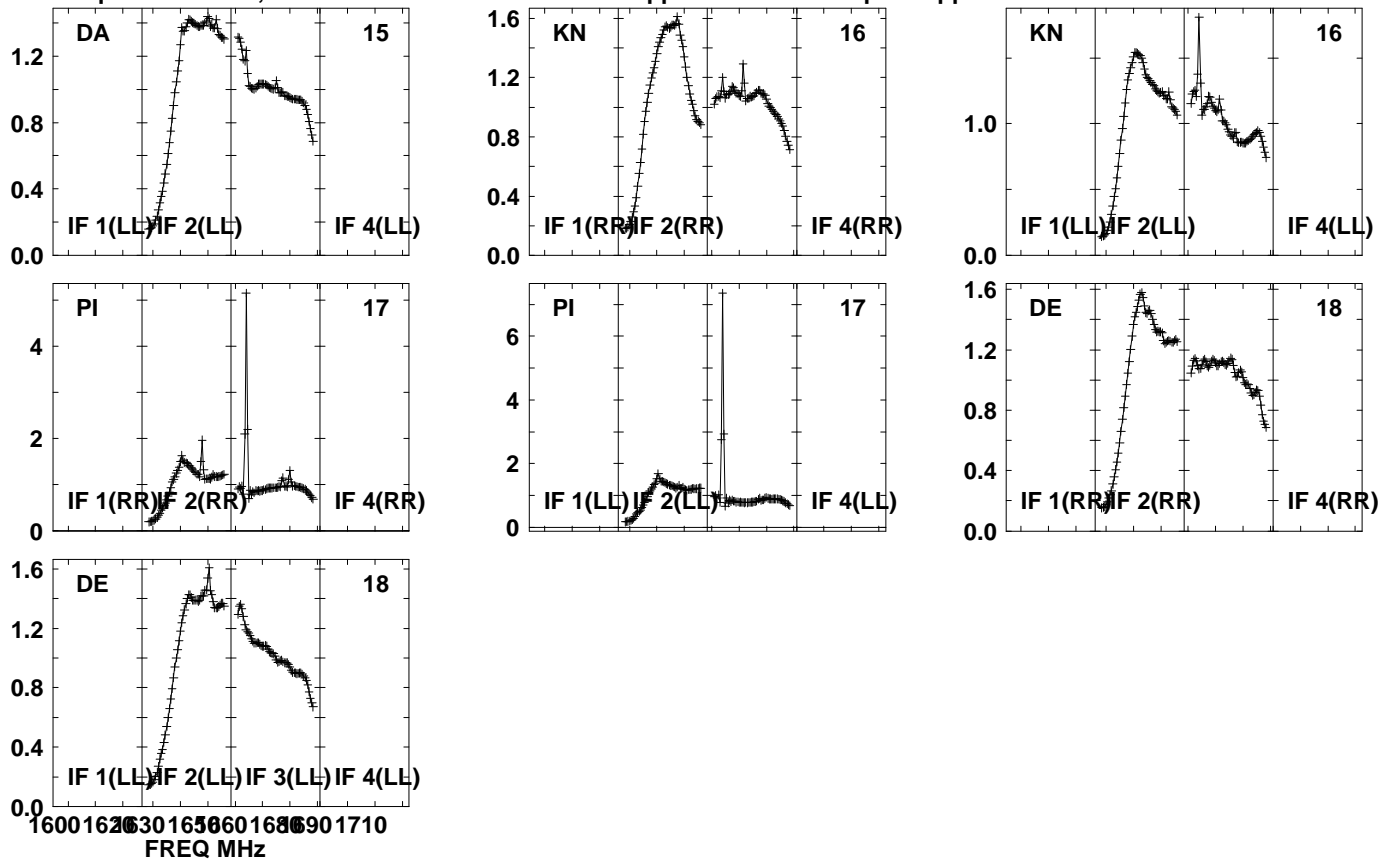 DA 15 KN 16 KN 16
1.2
0.8
0.4
0.0
IF 1(LL) IF 2(LL) IF 4(LL)
1.6
1.2
0.8
0.4
0.0
IF 1(RR) IF 2(RR) IF 4(RR)
1.0
0.0
IF 1(LL) IF 2(LL) IF 4(LL)
PI 17 PI 17 DE 18
4
2
0
IF 1(RR) IF 2(RR) IF 4(RR)
6
4
2
0
IF 1(LL) IF 2(LL) IF 4(LL)
1.6
1.2
0.8
0.4
0.0
IF 1(RR) IF 2(RR) IF 4(RR)
DE 18
1.6
1.2
0.8
0.4
0.0
IF 1(LL) IF 2(LL) IF 3(LL) IF 4(LL)
1600 1620 1630 1650 1660 1680 1690 1710
FREQ MHz